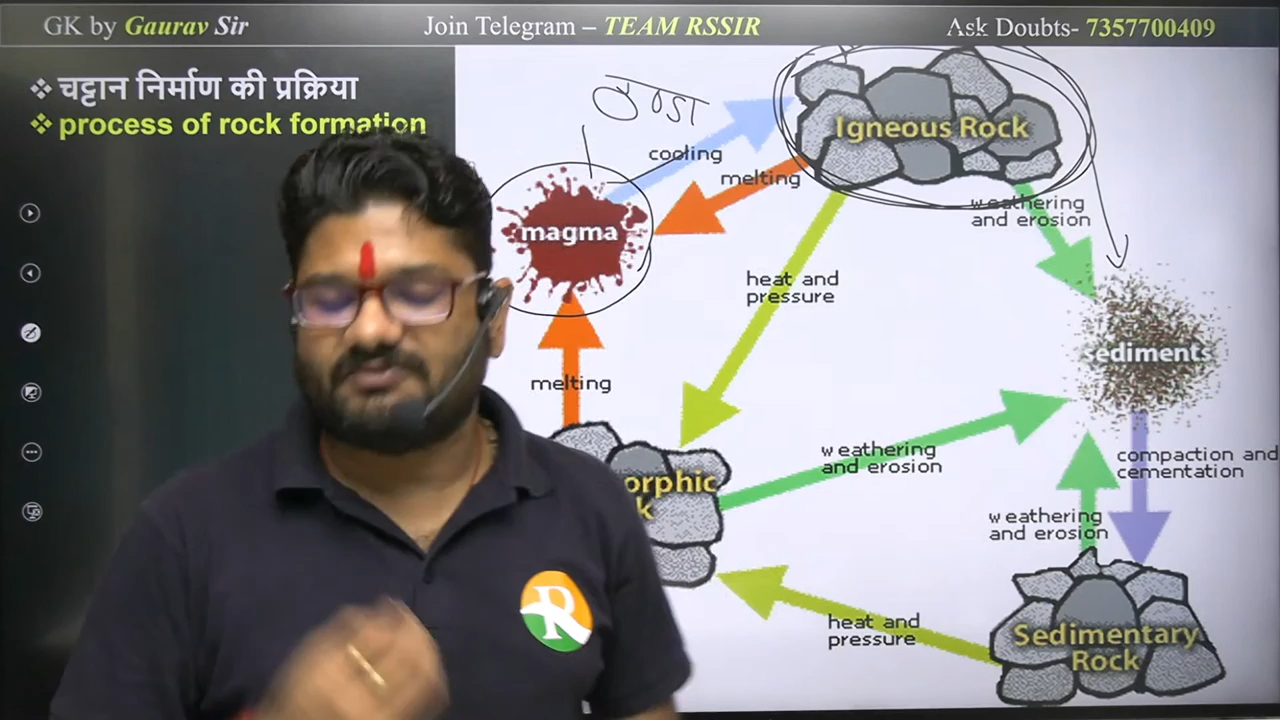 GK by Gaurav Sir
Join Telegram – TEAM RSSIR
Ask Doubts- 7357700409
❖ चट्टान निर्माण की प्रक्रिया
❖ process of rock formation
ठण्डा
Igneous Rock
cooling
melting
magma
weathering
and erosion
heat and
pressure
sediments
melting
weathering
and erosion
compaction and
cementation
orphic
k
weathering
and erosion
heat and
pressure
Sedimentary
Rock
R